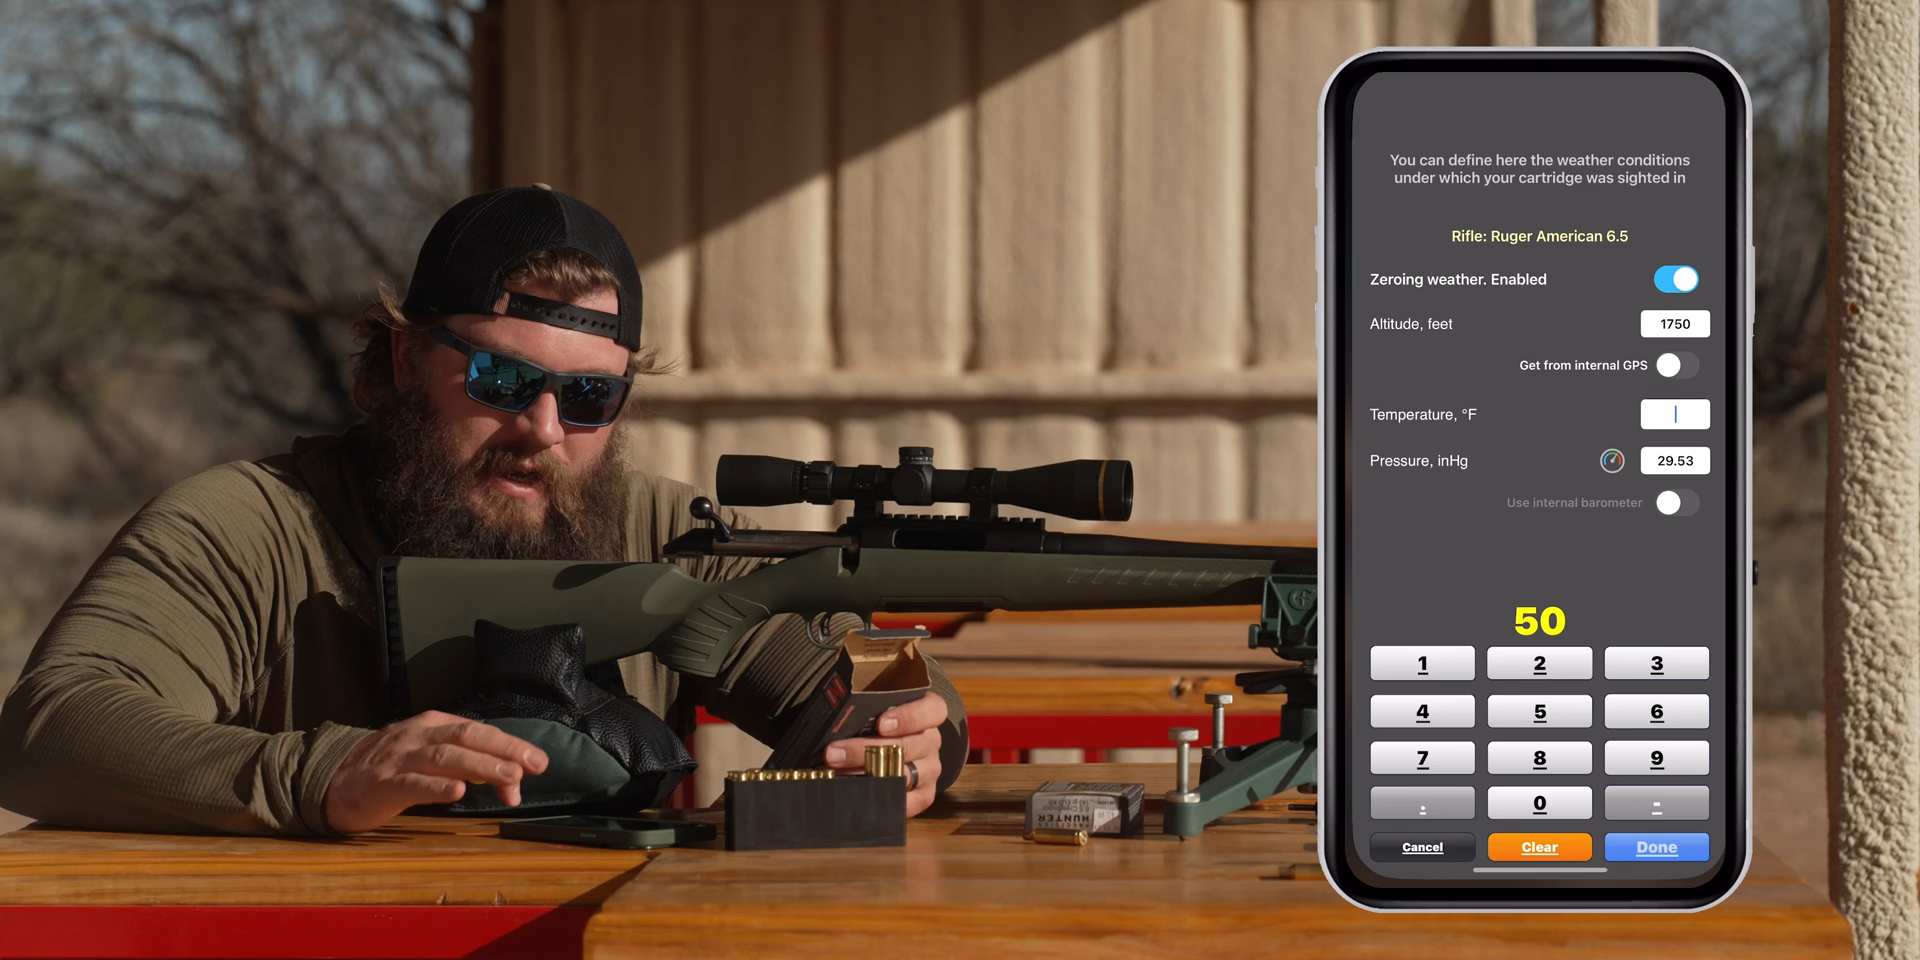 You can define here the weather conditions
under which your cartridge was sighted in
Rifle: Ruger American 6.5
Zeroing weather. Enabled
Altitude, feet
1750
Get from internal GPS
Temperature, °F
Pressure, inHg
29.53
Use internal barometer
50
1
2
3
4
5
6
7
8
9
.
0
-
Cancel
Clear
Done
PRECISION
HUNTER